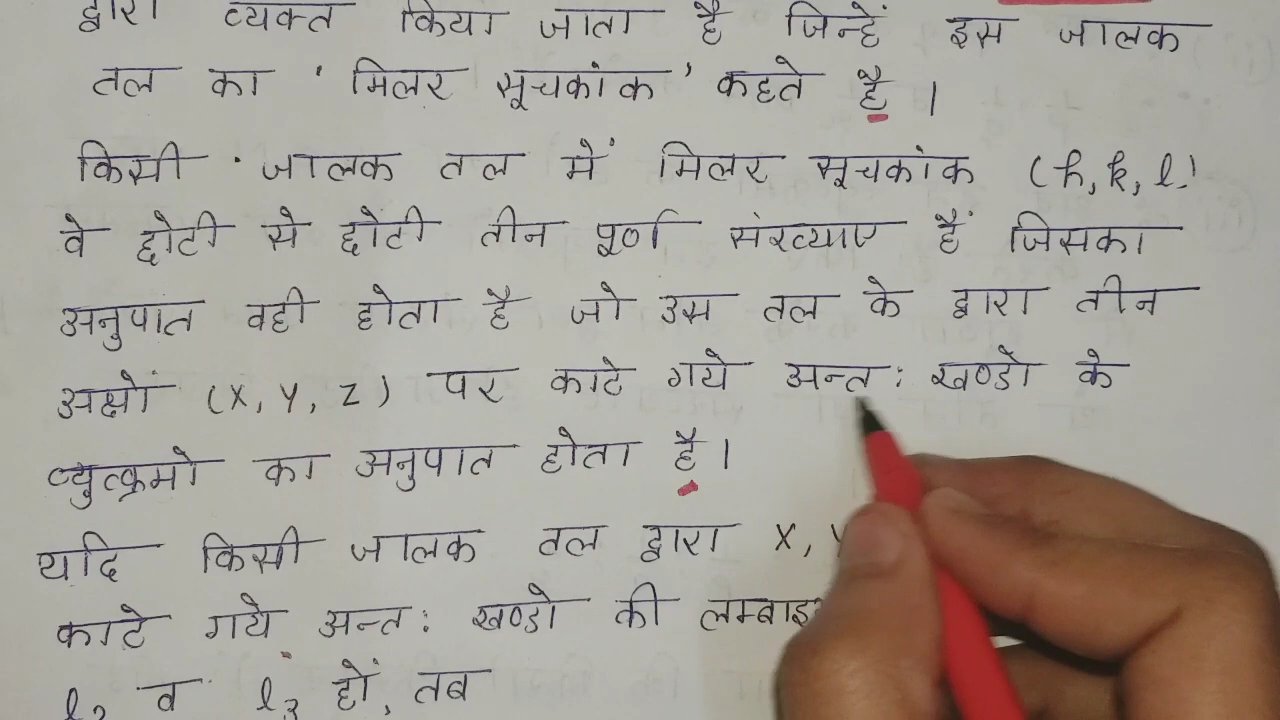 द्वारा व्यक्त किया जाता है जिन्हें इस जालक
तल का 'मिलर सूचकांक' कहते है ।
किसी जालक तल में मिलर सूचकांक (h, k, l)
वे छोटी से छोटी तीन पूर्ण संख्याए हैं जिसका
अनुपात वही होता है जो उस तल के द्वारा तीन
अक्षों (x, y, z) पर काटे गये अन्त: खण्डो के
व्युत्क्रमो का अनुपात होता है।
यदि किसी जालक तल द्वारा x, y
काटे गये अन्त: खण्डो की
l₂ व l₃ हों, तब